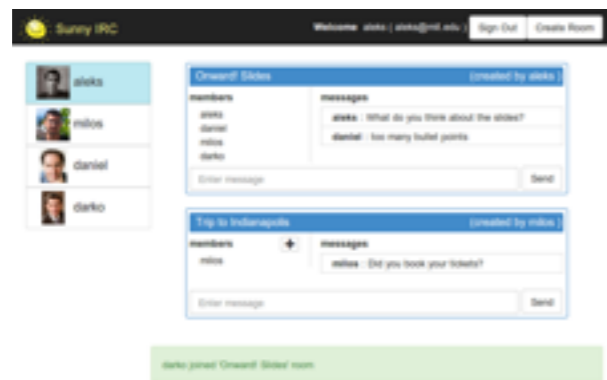 Sunny IRC
Welcome aleks ( aleks@mit.edu )
Sign Out
Create Room
aleks
milos
daniel
darko
Onward! Slides (created by aleks )
members
aleks
daniel
milos
darko
messages
aleks : What do you think about the slides?
daniel : too many bullet points
Enter message
Send
Trip to Indianapolis (created by milos )
members +
milos
messages
milos : Did you book your tickets?
Enter message
Send
darko joined 'Onward! Slides' room